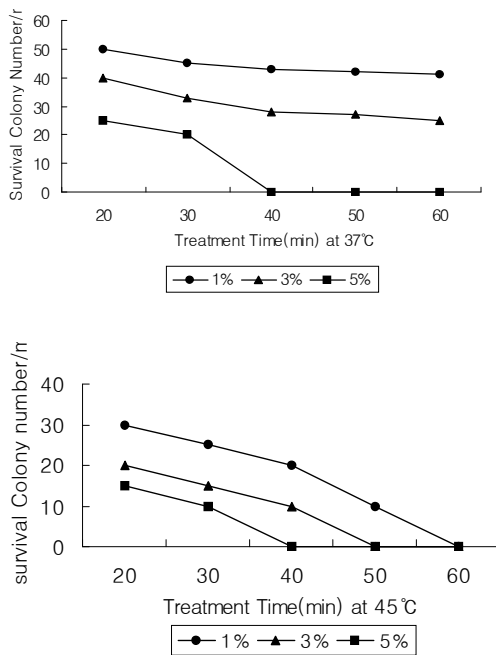 Survival Colony Number/r
60
50
40
30
20
10
0
20 30 40 50 60
Treatment Time(min) at 37℃
1% 3% 5%
survival Colony number/m
40
30
20
10
0
20 30 40 50 60
Treatment Time(min) at 45℃
1% 3% 5%